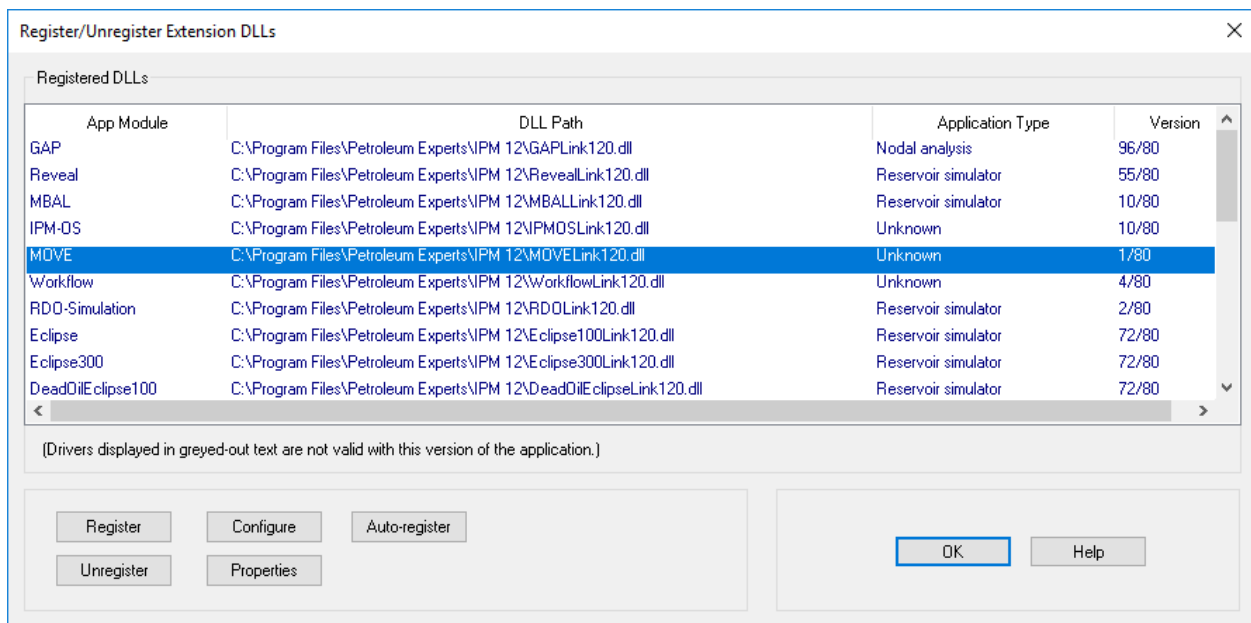 Register/Unregister Extension DLLs
Registered DLLs
App Module DLL Path Application Type Version
GAP C:\Program Files\Petroleum Experts\IPM 12\GAPLink120.dll Nodal analysis 96/80
Reveal C:\Program Files\Petroleum Experts\IPM 12\RevealLink120.dll Reservoir simulator 55/80
MBAL C:\Program Files\Petroleum Experts\IPM 12\MBALLink120.dll Reservoir simulator 10/80
IPM-OS C:\Program Files\Petroleum Experts\IPM 12\IPMOSLink120.dll Unknown 10/80
MOVE C:\Program Files\Petroleum Experts\IPM 12\MOVELink120.dll Unknown 1/80
Workflow C:\Program Files\Petroleum Experts\IPM 12\WorkflowLink120.dll Unknown 4/80
RDO-Simulation C:\Program Files\Petroleum Experts\IPM 12\RDOLink120.dll Reservoir simulator 2/80
Eclipse C:\Program Files\Petroleum Experts\IPM 12\Eclipse100Link120.dll Reservoir simulator 72/80
Eclipse300 C:\Program Files\Petroleum Experts\IPM 12\Eclipse300Link120.dll Reservoir simulator 72/80
DeadOilEclipse100 C:\Program Files\Petroleum Experts\IPM 12\DeadOilEclipseLink120.dll Reservoir simulator 72/80
(Drivers displayed in greyed-out text are not valid with this version of the application.)
Register Configure Auto-register
OK Help
Unregister Properties